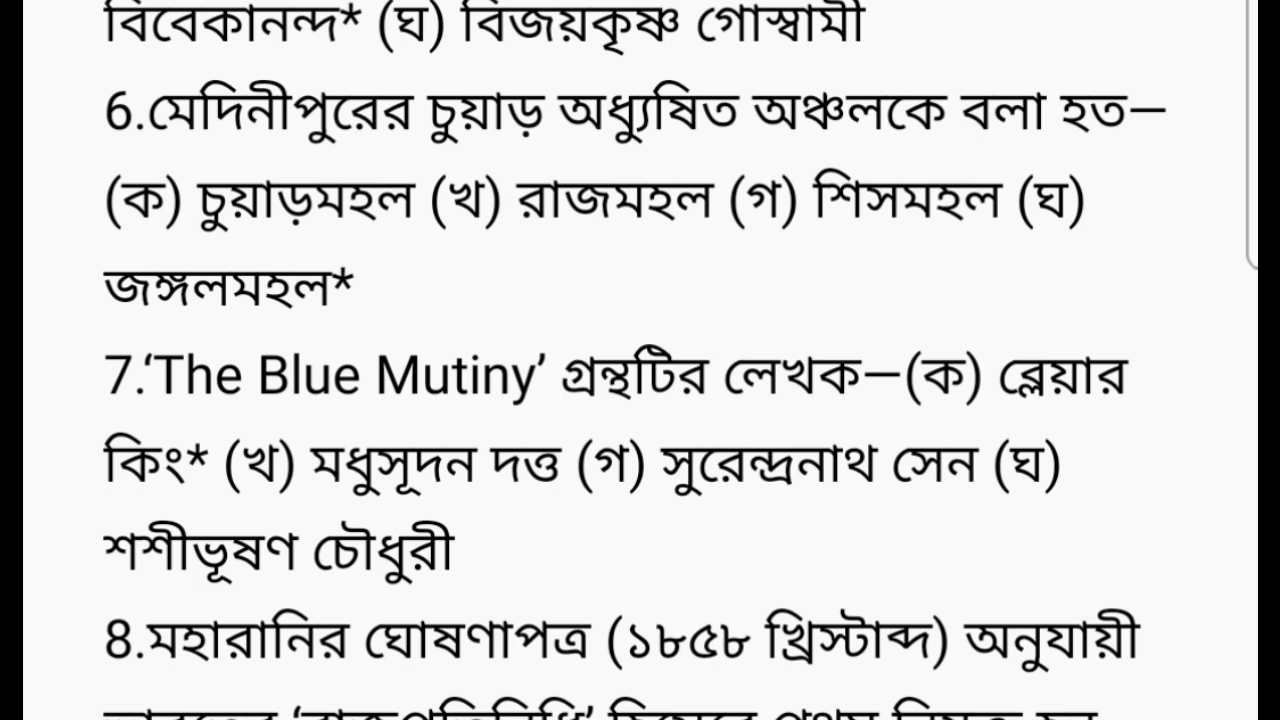 বিবেকানন্দ* (ঘ) বিজয়কৃষ্ণ গোস্বামী
6.মেদিনীপুরের চুয়াড় অধ্যুষিত অঞ্চলকে বলা হত—
(ক) চুয়াড়মহল (খ) রাজমহল (গ) শিসমহল (ঘ)
জঙ্গলমহল*
7.‘The Blue Mutiny’ গ্রন্থটির লেখক—(ক) ব্লেয়ার
কিং* (খ) মধুসূদন দত্ত (গ) সুরেন্দ্রনাথ সেন (ঘ)
শশীভূষণ চৌধুরী
8.মহারানির ঘোষণাপত্র (১৮৫৮ খ্রিস্টাব্দ) অনুযায়ী